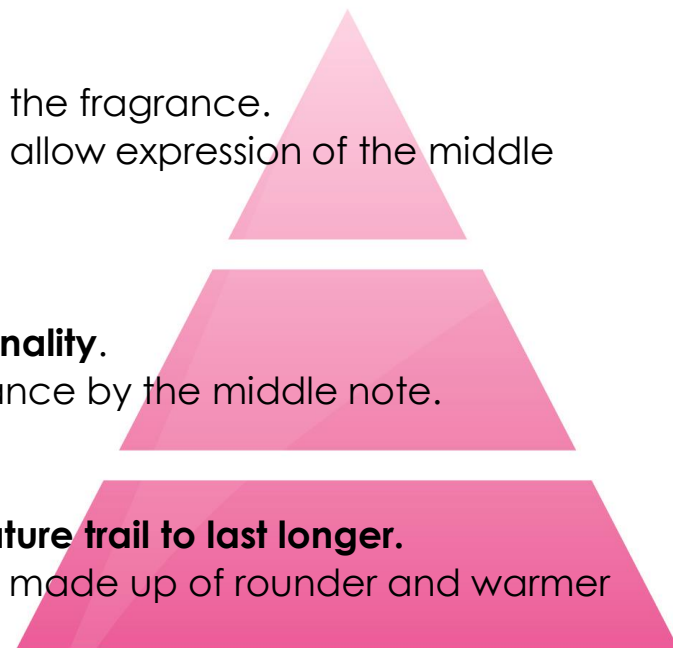 the fragrance.
allow expression of the middle
nality.
ance by the middle note.
ature trail to last longer.
made up of rounder and warmer